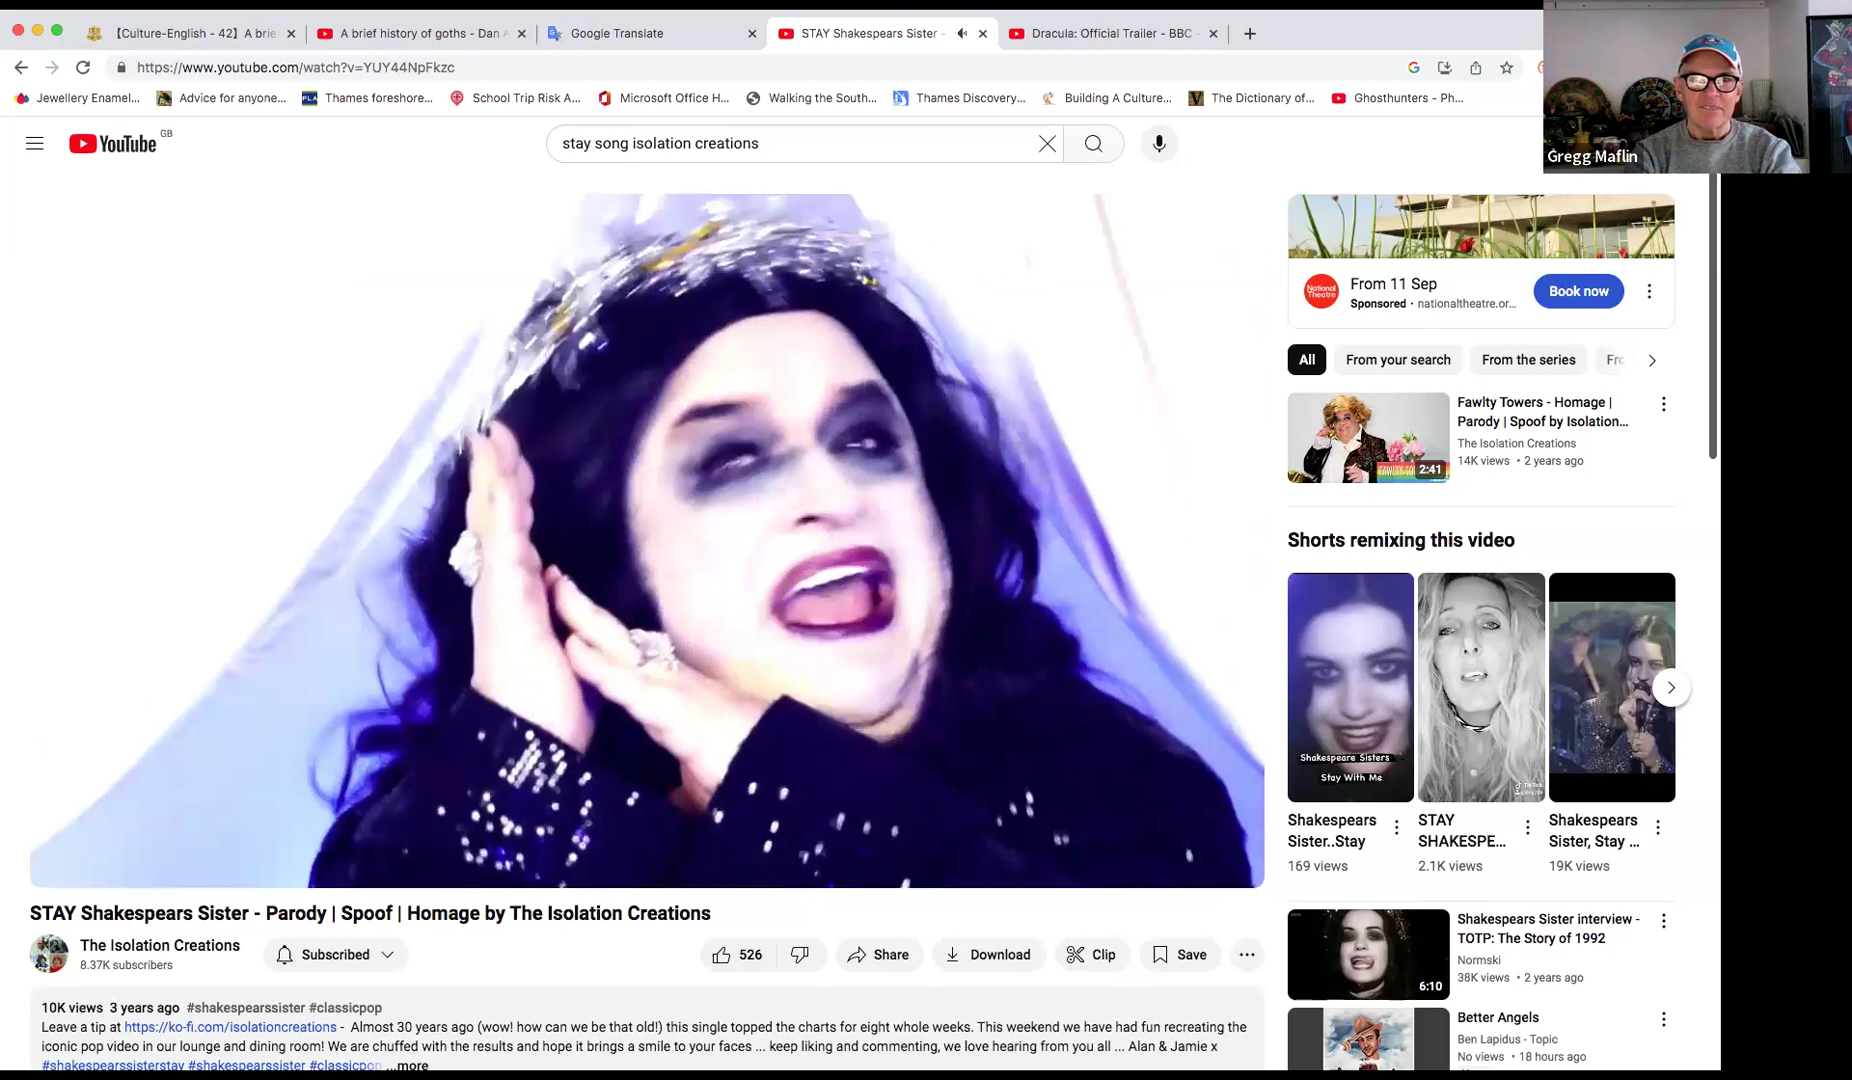 【Culture-English - 42】A brie
A brief history of goths - Dan A
Google Translate
STAY Shakespears Sister -
Dracula: Official Trailer - BBC -
https://www.youtube.com/watch?v=YUY44NpFkzc
Jewellery Enamel...
Advice for anyone...
PLA
Thames foreshore...
School Trip Risk A...
Microsoft Office H...
Walking the South...
Thames Discovery...
Building A Culture...
The Dictionary of...
Ghosthunters - Ph...
Gregg Maflin
YouTube GB
stay song isolation creations
National Theatre
From 11 Sep
Sponsored · nationaltheatre.or...
Book now
All
From your search
From the series
Fro
Fawlty Towers - Homage |
Parody | Spoof by Isolation...
The Isolation Creations
14K views • 2 years ago
2:41
Shorts remixing this video
Shakespeare Sisters
Stay With Me
Shakespears
Sister..Stay
169 views
STAY
SHAKESPE...
2.1K views
Shakespears
Sister, Stay ...
19K views
STAY Shakespears Sister - Parody | Spoof | Homage by The Isolation Creations
The Isolation Creations
8.37K subscribers
Subscribed
526
Share
Download
Clip
Save
10K views 3 years ago #shakespearssister #classicpop
Leave a tip at https://ko-fi.com/isolationcreations - Almost 30 years ago (wow! how can we be that old!) this single topped the charts for eight whole weeks. This weekend we have had fun recreating the
iconic pop video in our lounge and dining room! We are chuffed with the results and hope it brings a smile to your faces ... keep liking and commenting, we love hearing from you all ... Alan & Jamie x
#shakespearssisterstay #shakespearssister #classicpop ...more
Shakespears Sister interview -
TOTP: The Story of 1992
Normski
38K views • 2 years ago
6:10
Better Angels
Ben Lapidus - Topic
No views • 18 hours ago